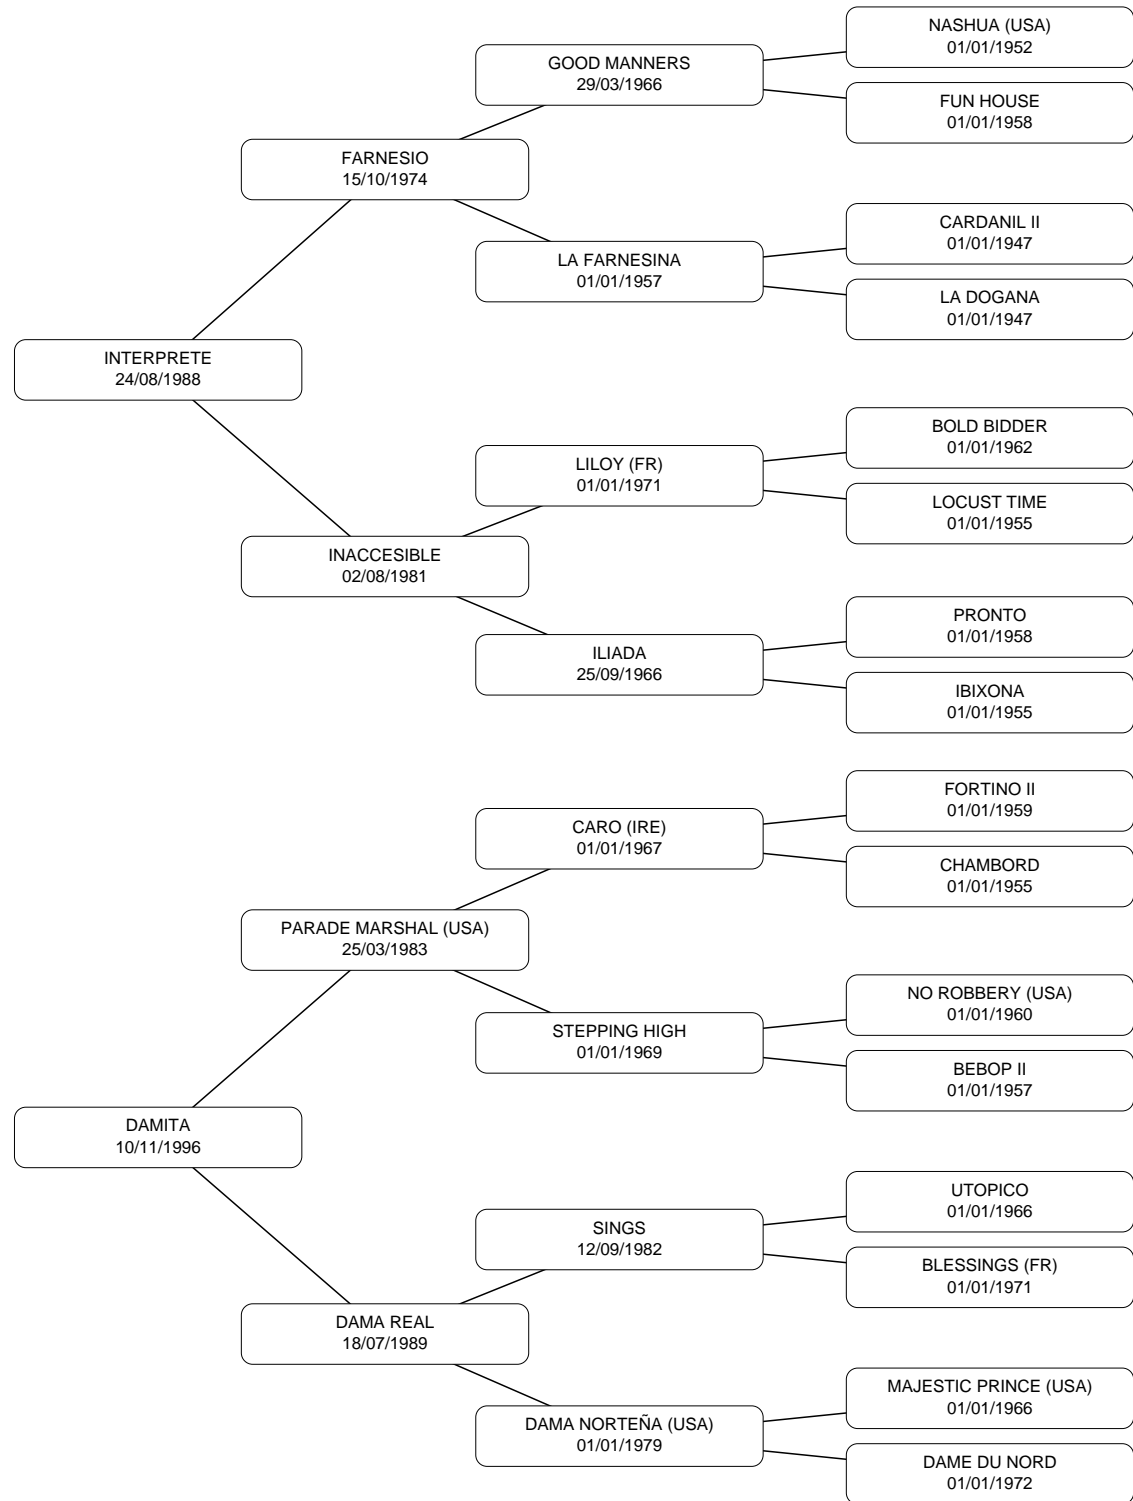 NASHUA (USA)
01/01/1952
GOOD MANNERS
29/03/1966
FUN HOUSE
01/01/1958
FARNESIO
15/10/1974
CARDANIL II
01/01/1947
LA FARNESINA
01/01/1957
LA DOGANA
01/01/1947
INTERPRETE
24/08/1988
BOLD BIDDER
01/01/1962
LILOY (FR)
01/01/1971
LOCUST TIME
01/01/1955
INACCESIBLE
02/08/1981
PRONTO
01/01/1958
ILIADA
25/09/1966
IBIXONA
01/01/1955
FORTINO II
01/01/1959
CARO (IRE)
01/01/1967
CHAMBORD
01/01/1955
PARADE MARSHAL (USA)
25/03/1983
NO ROBBERY (USA)
01/01/1960
STEPPING HIGH
01/01/1969
BEBOP II
01/01/1957
DAMITA
10/11/1996
UTOPICO
01/01/1966
SINGS
12/09/1982
BLESSINGS (FR)
01/01/1971
DAMA REAL
18/07/1989
MAJESTIC PRINCE (USA)
01/01/1966
DAMA NORTEÑA (USA)
01/01/1979
DAME DU NORD
01/01/1972